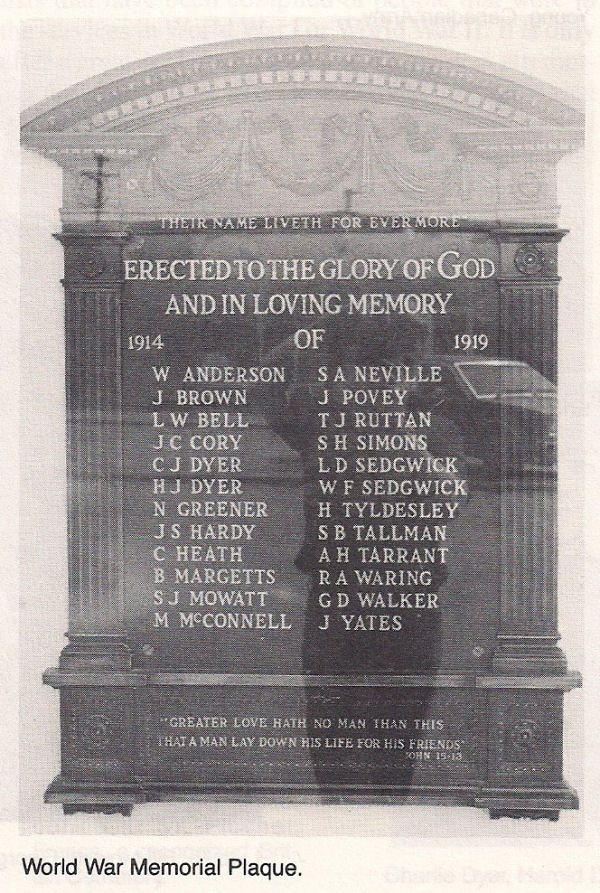 "THEIR NAME LIVETH FOR EVERMORE"
ERECTED TO THE GLORY OF GOD
AND IN LOVING MEMORY
OF
1914 1919
W ANDERSON
J BROWN
L W BELL
J C CORY
C J DYER
H J DYER
N GREENER
J S HARDY
C HEATH
B MARGETTS
S J MOWATT
M McCONNELL
S A NEVILLE
J POVEY
T J RUTTAN
S H SIMONS
L D SEDGWICK
W F SEDGWICK
H TYLDESLEY
S B TALLMAN
A H TARRANT
R A WARING
G D WALKER
J YATES
"GREATER LOVE HATH NO MAN THAN THIS
THAT A MAN LAY DOWN HIS LIFE FOR HIS FRIENDS"
JOHN 15-13
World War Memorial Plaque.